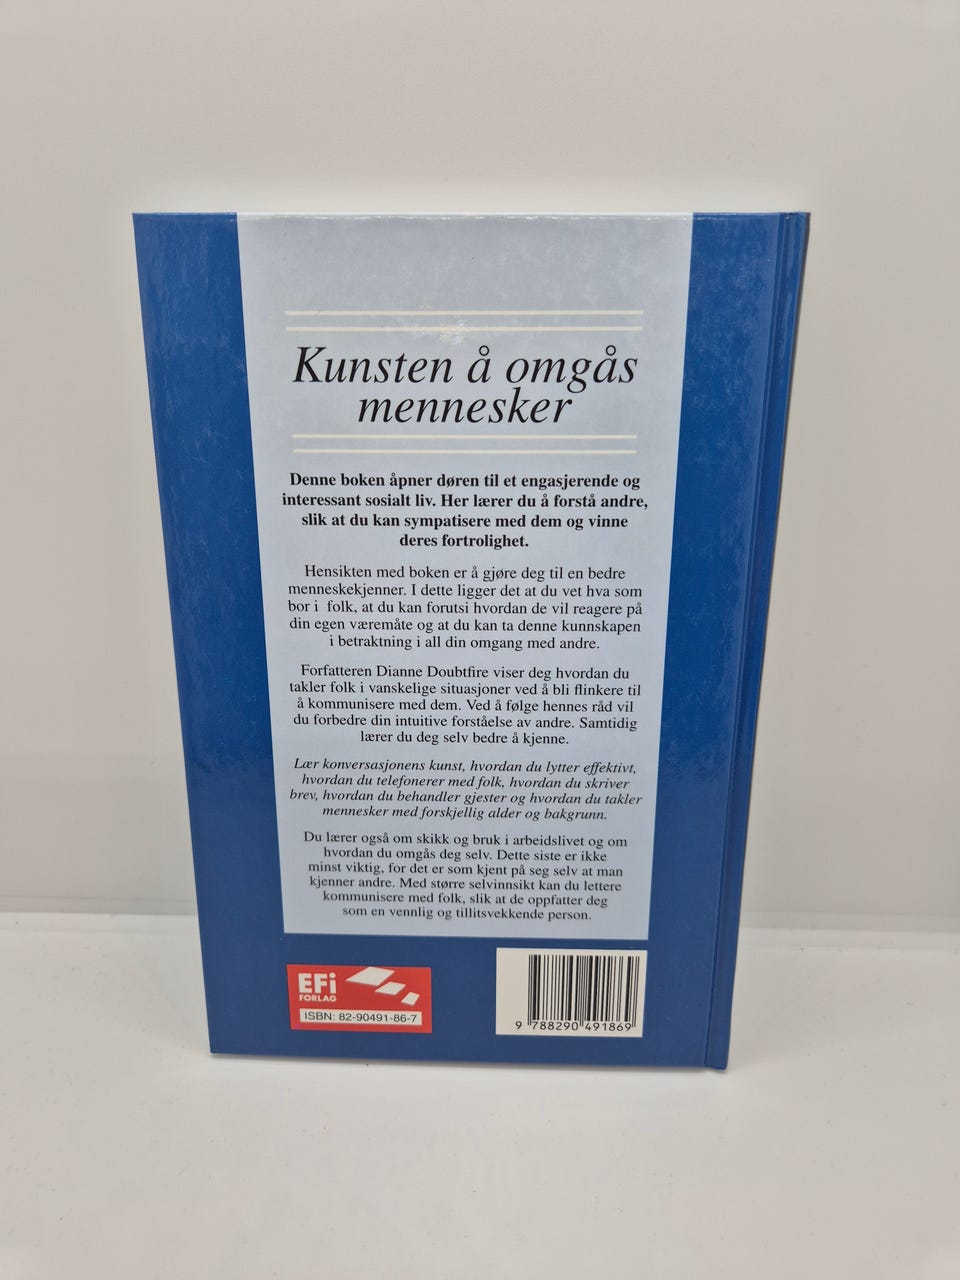 Kunsten å omgås
mennesker
Denne boken åpner døren til et engasjerende og
interessant sosialt liv. Her lærer du å forstå andre,
slik at du kan sympatisere med dem og vinne
deres fortrolighet.
Hensikten med boken er å gjøre deg til en bedre
menneskekjenner. I dette ligger det at du vet hva som
bor i folk, at du kan forutsi hvordan de vil reagere på
din egen væremåte og at du kan ta denne kunnskapen
i betraktning i all din omgang med andre.
Forfatteren Dianne Doubtfire viser deg hvordan du
takler folk i vanskelige situasjoner ved å bli flinkere til
å kommunisere med dem. Ved å følge hennes råd vil
du forbedre din intuitive forståelse av andre. Samtidig
lærer du deg selv bedre å kjenne.
Lær konversasjonens kunst, hvordan du lytter effektivt,
hvordan du telefonerer med folk, hvordan du skriver
brev, hvordan du behandler gjester og hvordan du takler
mennesker med forskjellig alder og bakgrunn.
Du lærer også om skikk og bruk i arbeidslivet og om
hvordan du omgås deg selv. Dette siste er ikke
minst viktig, for det er som kjent på seg selv at man
kjenner andre. Med større selvinnsikt kan du lettere
kommunisere med folk, slik at de oppfatter deg
som en vennlig og tillitsvekkende person.
EFi
FORLAG
ISBN: 82-90491-86-7
9 788290 491869